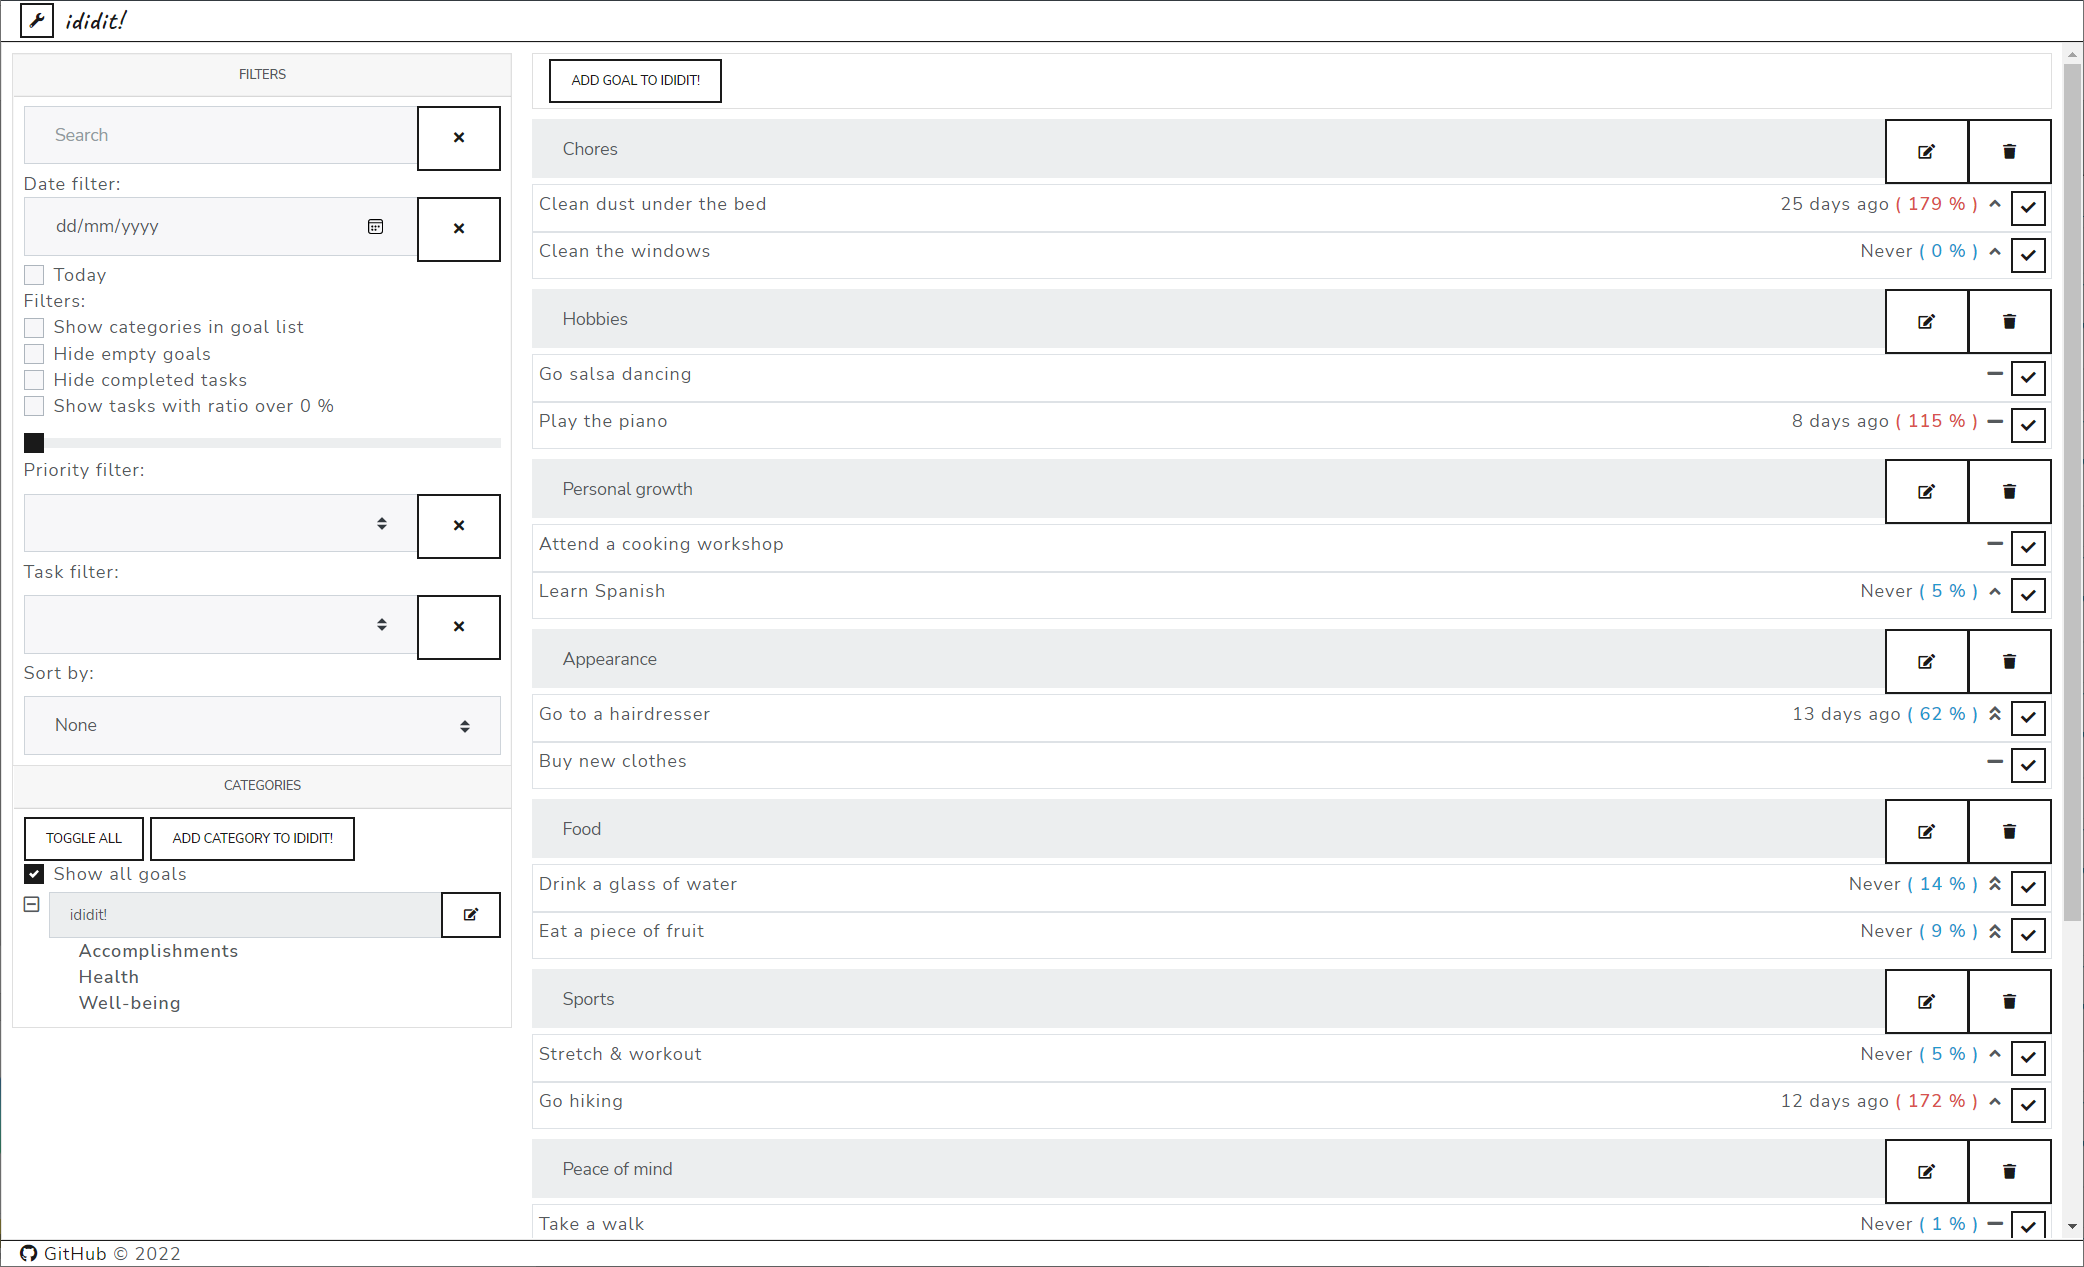 ididit!
FILTERS
Search
Date filter:
dd/mm/yyyy
Today
Filters:
Show categories in goal list
Hide empty goals
Hide completed tasks
Show tasks with ratio over 0 %
Priority filter:
Task filter:
Sort by:
None
CATEGORIES
TOGGLE ALL ADD CATEGORY TO IDIDIT!
Show all goals
ididit!
Accomplishments
Health
Well-being
ADD GOAL TO IDIDIT!
Chores
Clean dust under the bed 25 days ago ( 179 % )
Clean the windows Never ( 0 % )
Hobbies
Go salsa dancing
Play the piano 8 days ago ( 115 % )
Personal growth
Attend a cooking workshop
Learn Spanish Never ( 5 % )
Appearance
Go to a hairdresser 13 days ago ( 62 % )
Buy new clothes
Food
Drink a glass of water Never ( 14 % )
Eat a piece of fruit Never ( 9 % )
Sports
Stretch & workout Never ( 5 % )
Go hiking 12 days ago ( 172 % )
Peace of mind
Take a walk Never ( 1 % )
GitHub © 2022